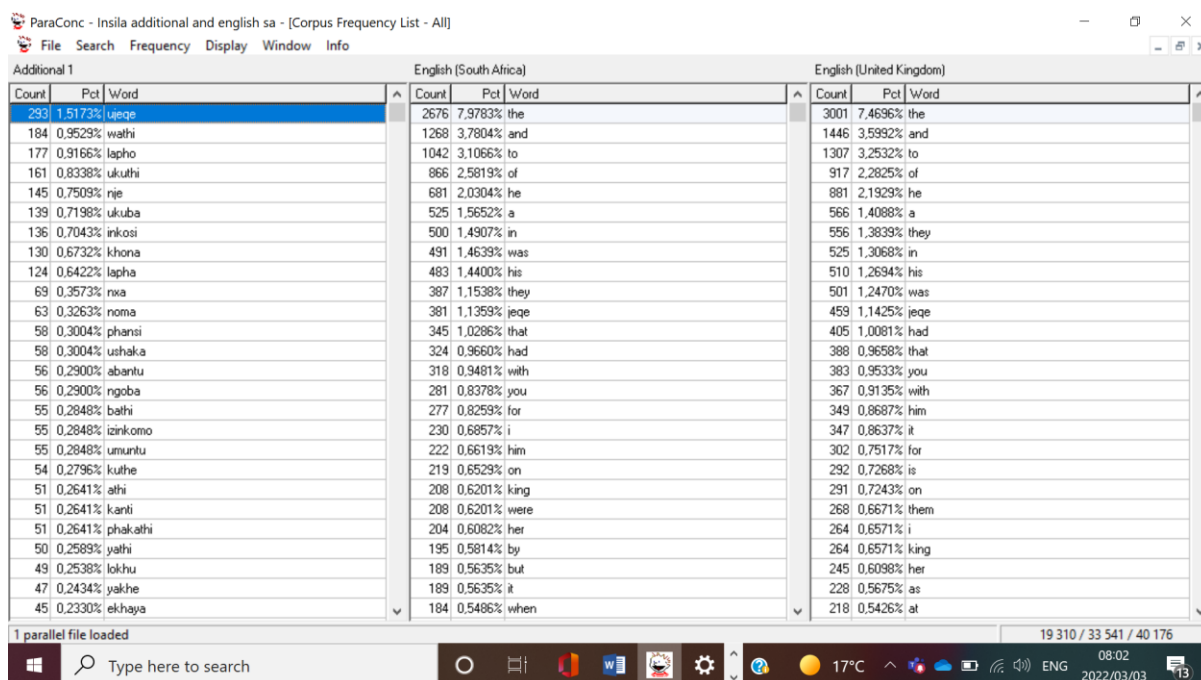 ParaConc - Insila additional and english sa - [Corpus Frequency List - All]
File Search Frequency Display Window Info
Additional 1 English (South Africa) English (United Kingdom)
Count Pct Word Count Pct Word Count Pct Word
293 1,5173% ujeqe 2676 7,9783% the 3001 7,4696% the
184 0,9529% wathi 1268 3,7804% and 1446 3,5992% and
177 0,9166% lapho 1042 3,1066% to 1307 3,2532% to
161 0,8338% ukuthi 866 2,5819% of 917 2,2825% of
145 0,7509% nje 681 2,0304% he 881 2,1929% he
139 0,7198% ukuba 525 1,5652% a 566 1,4088% a
136 0,7043% inkosi 500 1,4907% in 556 1,3839% they
130 0,6732% khona 491 1,4639% was 525 1,3068% in
124 0,6422% lapha 483 1,4400% his 510 1,2694% his
69 0,3573% nxa 387 1,1538% they 501 1,2470% was
63 0,3263% noma 381 1,1359% jeqe 459 1,1425% jeqe
58 0,3004% phansi 345 1,0286% that 405 1,0081% had
58 0,3004% ushaka 324 0,9660% had 388 0,9658% that
56 0,2900% abantu 318 0,9481% with 383 0,9533% you
56 0,2900% ngoba 281 0,8378% you 367 0,9135% with
55 0,2848% bathi 277 0,8259% for 349 0,8687% him
55 0,2848% izinkomo 230 0,6857% i 347 0,8637% it
55 0,2848% umuntu 222 0,6619% him 302 0,7517% for
54 0,2796% kuthe 219 0,6529% on 292 0,7268% is
51 0,2641% athi 208 0,6201% king 291 0,7243% on
51 0,2641% kanti 208 0,6201% were 268 0,6671% them
51 0,2641% phakathi 204 0,6082% her 264 0,6571% i
50 0,2589% yathi 195 0,5814% by 264 0,6571% king
49 0,2538% lokhu 189 0,5635% but 245 0,6098% her
47 0,2434% yakhe 189 0,5635% it 228 0,5675% as
45 0,2330% ekhaya 184 0,5486% when 218 0,5426% at
1 parallel file loaded 19 310 / 33 541 / 40 176
Type here to search 17°C ENG 08:02
2022/03/03 13